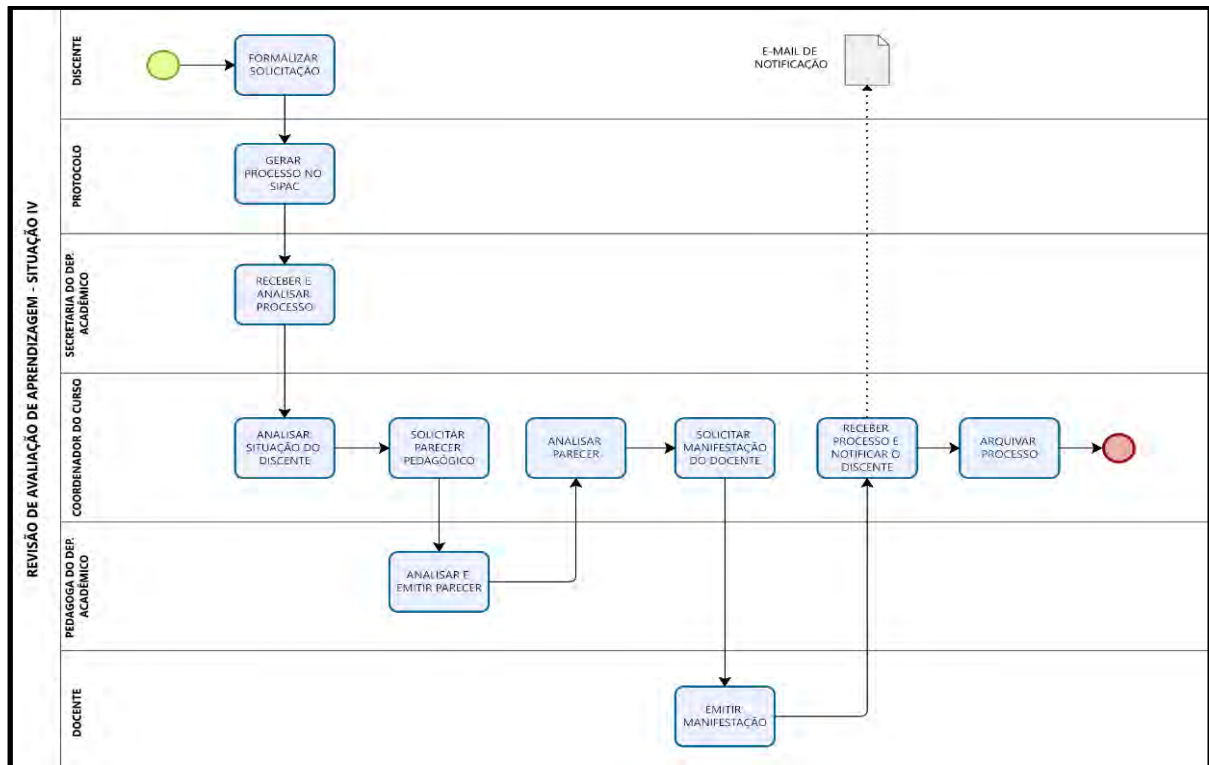 REVISÃO DE AVALIAÇÃO DE APRENDIZAGEM - SITUAÇÃO IV
DISCENTE
FORMALIZAR
SOLICITAÇÃO
E-MAIL DE
NOTIFICAÇÃO
PROTOCOLO
GERAR
PROCESSO NO
SIPAC
SECRETARIA DO DEP.
ACADÊMICO
RECEBER E
ANALISAR
PROCESSO
COORDENADOR DO CURSO
ANALISAR
SITUAÇÃO DO
DISCENTE
SOLICITAR
PARECER
PEDAGÓGICO
ANALISAR
PARECER
SOLICITAR
MANIFESTAÇÃO
DO DOCENTE
RECEBER
PROCESSO E
NOTIFICAR O
DISCENTE
ARQUIVAR
PROCESSO
PEDAGOGA DO DEP.
ACADÊMICO
ANALISAR E
EMITIR PARECER
DOCENTE
EMITIR
MANIFESTAÇÃO